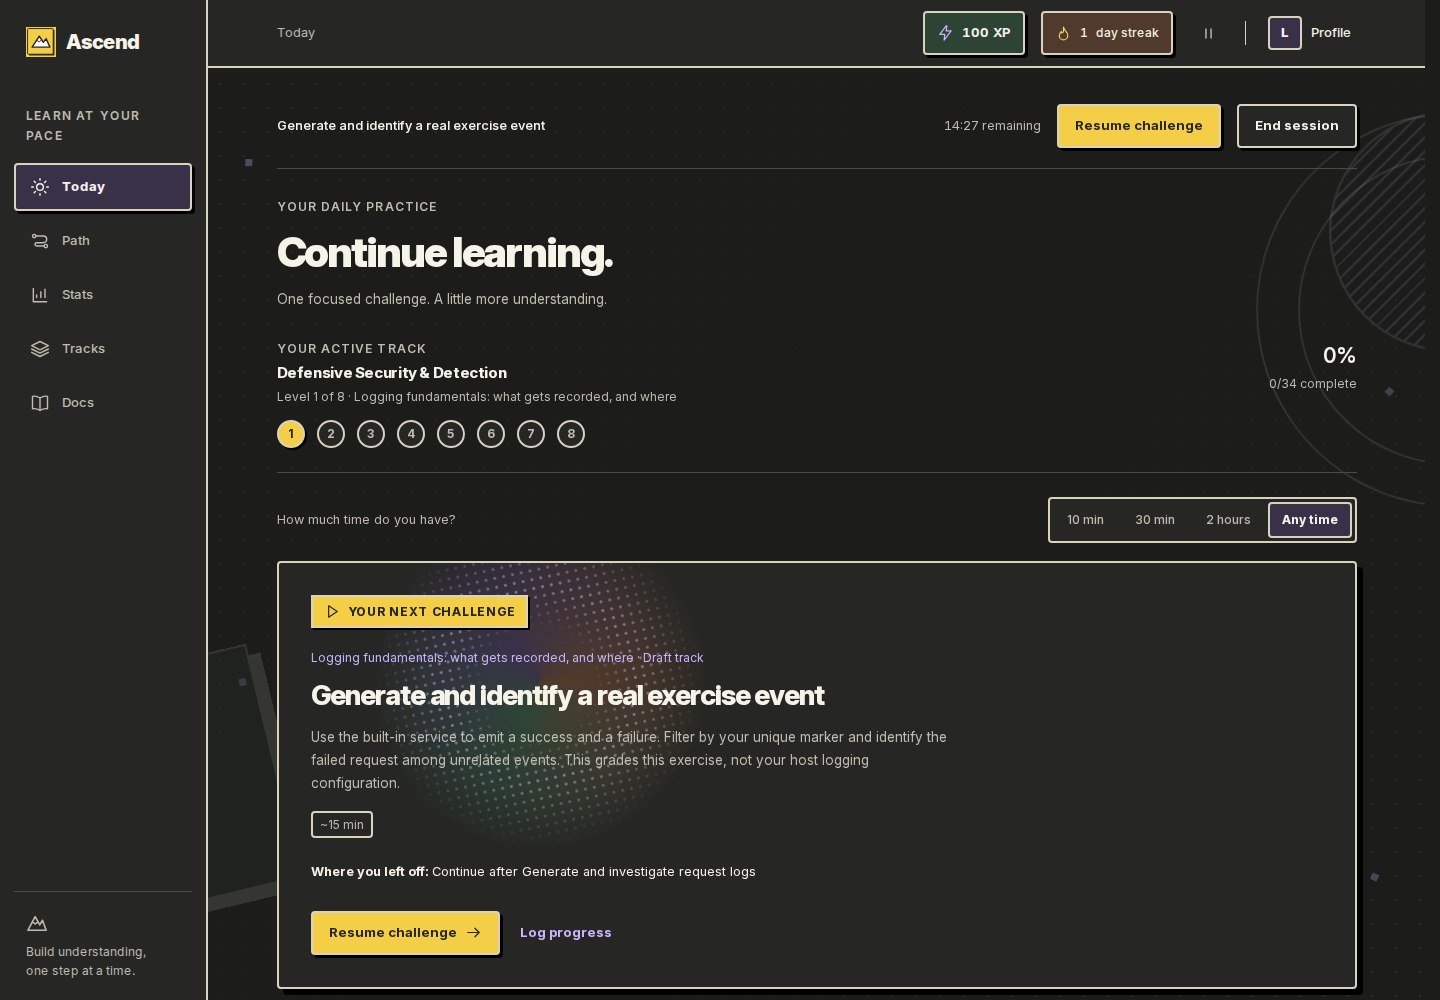 Ascend
LEARN AT YOUR
PACE
Today
Path
Stats
Tracks
Docs
Build understanding,
one step at a time.
Today
100 XP
1 day streak
L
Profile
Generate and identify a real exercise event
14:27 remaining
Resume challenge
End session
YOUR DAILY PRACTICE
Continue learning.
One focused challenge. A little more understanding.
YOUR ACTIVE TRACK
Defensive Security & Detection
Level 1 of 8 · Logging fundamentals: what gets recorded, and where
1 2 3 4 5 6 7 8
0%
0/34 complete
How much time do you have?
10 min 30 min 2 hours Any time
YOUR NEXT CHALLENGE
Logging fundamentals: what gets recorded, and where · Draft track
Generate and identify a real exercise event
Use the built-in service to emit a success and a failure. Filter by your unique marker and identify the
failed request among unrelated events. This grades this exercise, not your host logging
configuration.
~15 min
Where you left off: Continue after Generate and investigate request logs
Resume challenge →
Log progress